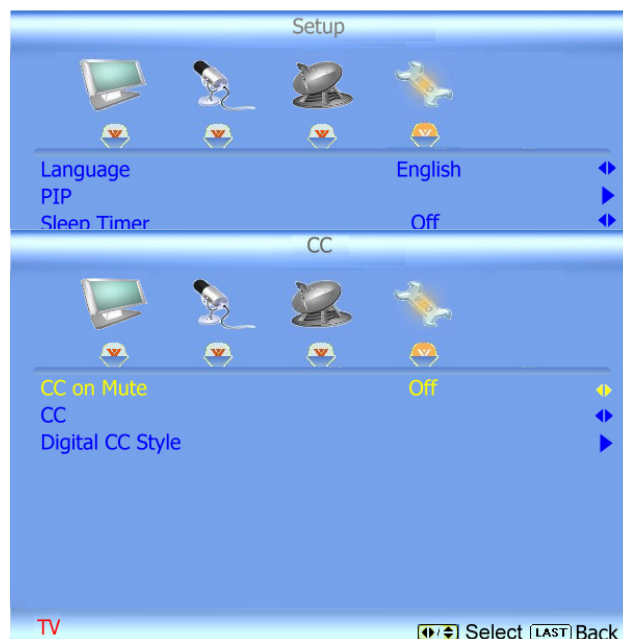 Setup
Language English
PIP
Sleep Timer Off
CC
CC on Mute Off
CC
Digital CC Style
TV Select LAST Back